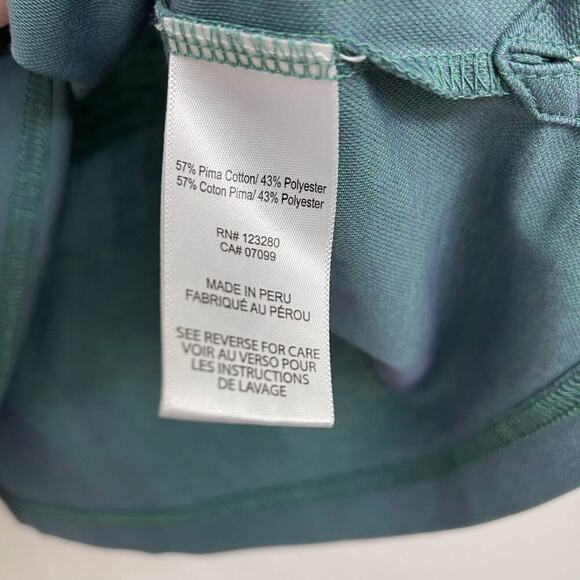 57% Pima Cotton/ 43% Polyester
57% Coton Pima/ 43% Polyester
RN# 123280
CA# 07099
MADE IN PERU
FABRIQUÉ AU PÉROU
SEE REVERSE FOR CARE
VOIR AU VERSO POUR
LES INSTRUCTIONS
DE LAVAGE